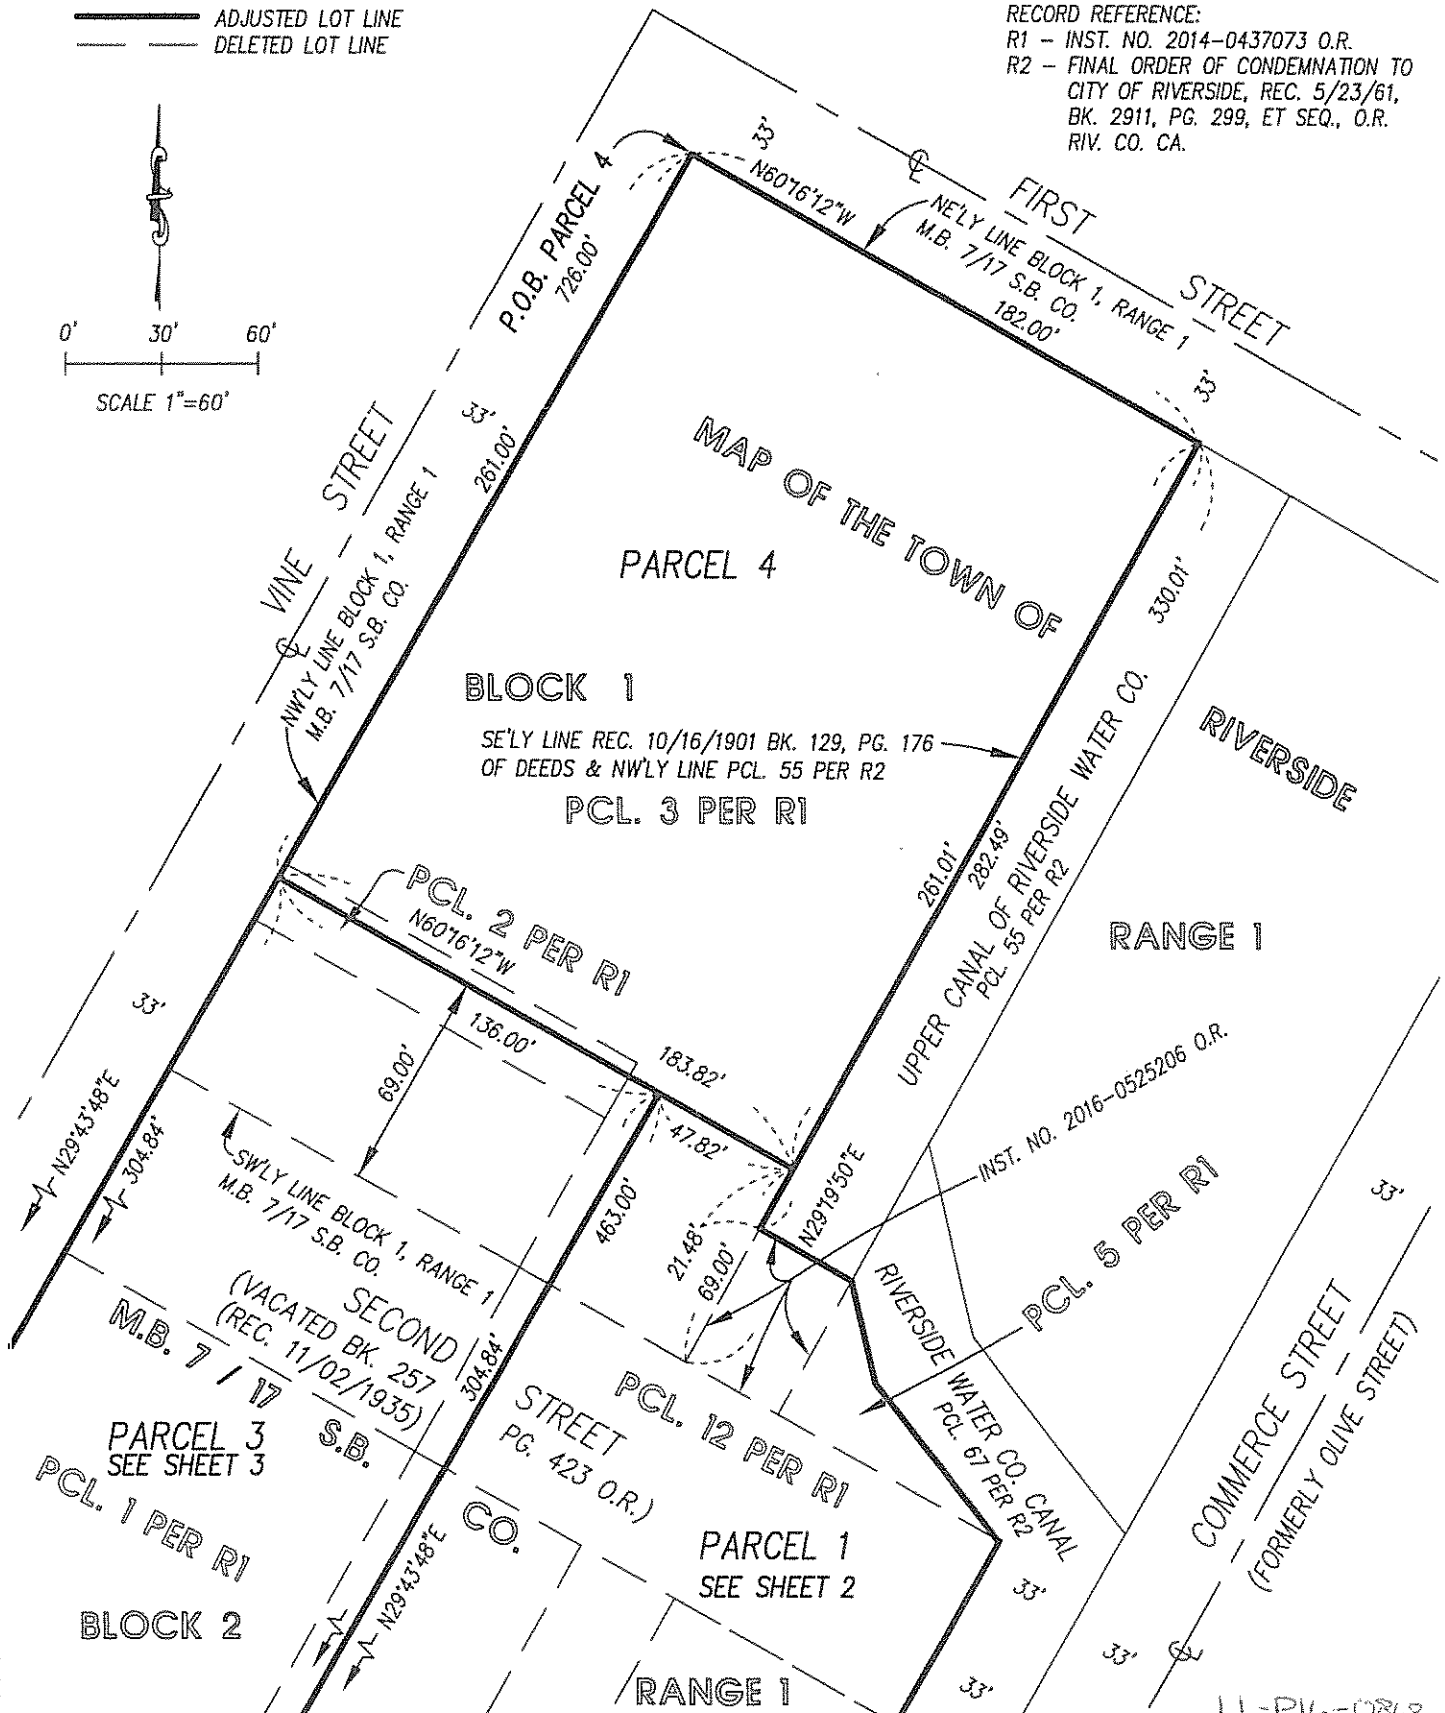 ADJUSTED LOT LINE
DELETED LOT LINE
RECORD REFERENCE:
R1 - INST. NO. 2014-0437073 O.R.
R2 - FINAL ORDER OF CONDEMNATION TO
CITY OF RIVERSIDE, REC. 5/23/61,
BK. 2911, PG. 299, ET SEQ., O.R.
RIV. CO. CA.
0' 30' 60'
SCALE 1"=60'
P.O.B. PARCEL 4
726.00'
33'
N60°16'12"W
℄
FIRST STREET
NE'LY LINE BLOCK 1, RANGE 1
M.B. 7/17 S.B. CO.
182.00'
33'
33'
261.00'
VINE STREET
℄
NW'LY LINE BLOCK 1, RANGE 1
M.B. 7/17 S.B. CO.
MAP OF THE TOWN OF
RIVERSIDE
PARCEL 4
BLOCK 1
SE'LY LINE REC. 10/16/1901 BK. 129, PG. 176
OF DEEDS & NW'LY LINE PCL. 55 PER R2
PCL. 3 PER R1
330.01'
261.01'
282.49'
UPPER CANAL OF RIVERSIDE WATER CO.
PCL. 55 PER R2
RANGE 1
PCL. 2 PER R1
N60°16'12"W
136.00'
183.82'
47.82'
69.00'
33'
N29°43'48"E
304.84'
SW'LY LINE BLOCK 1, RANGE 1
M.B. 7/17 S.B. CO.
463.00'
21.48'
69.00'
N29°19'50"E
INST. NO. 2016-0525206 O.R.
PCL. 5 PER R1
SECOND STREET
(VACATED BK. 257 PG. 423 O.R.)
(REC. 11/02/1935)
M.B. 7 / 17 S.B. CO.
304.84'
PCL. 12 PER R1
RIVERSIDE WATER CO. CANAL
PCL. 67 PER R2
33'
COMMERCE STREET
(FORMERLY OLIVE STREET)
PARCEL 3
SEE SHEET 3
PCL. 1 PER R1
BLOCK 2
N29°43'48"E
PARCEL 1
SEE SHEET 2
RANGE 1
33'
33'
33'
℄